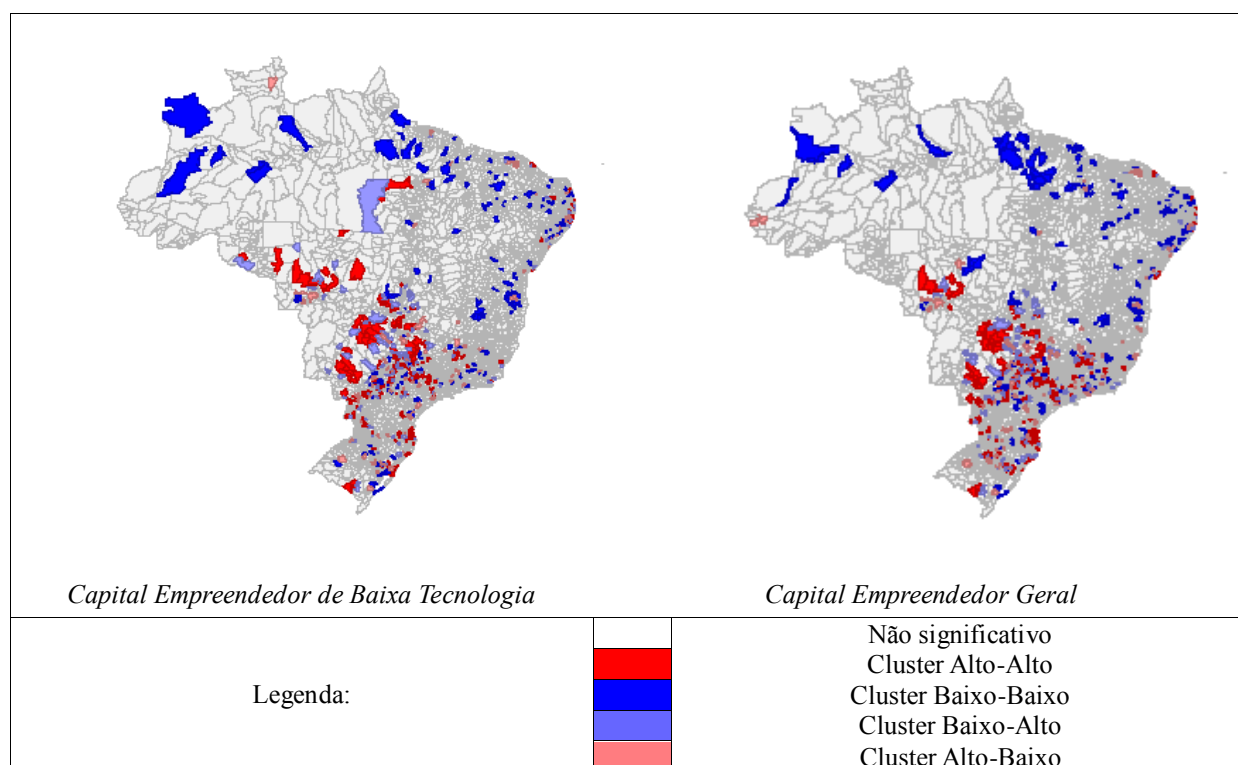 Capital Empreendedor de Baixa Tecnologia
Capital Empreendedor Geral
Legenda:
Não significativo
Cluster Alto-Alto
Cluster Baixo-Baixo
Cluster Baixo-Alto
Cluster Alto-Baixo